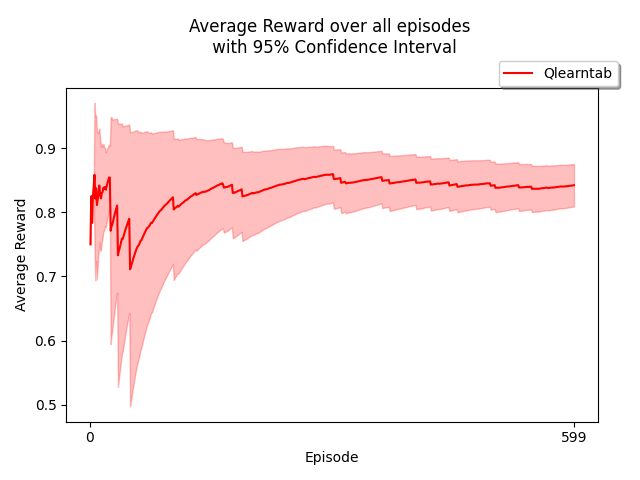 Average Reward over all episodes
with 95% Confidence Interval
Qlearntab
0.9
0.8
0.7
0.6
0.5
Average Reward
0
599
Episode